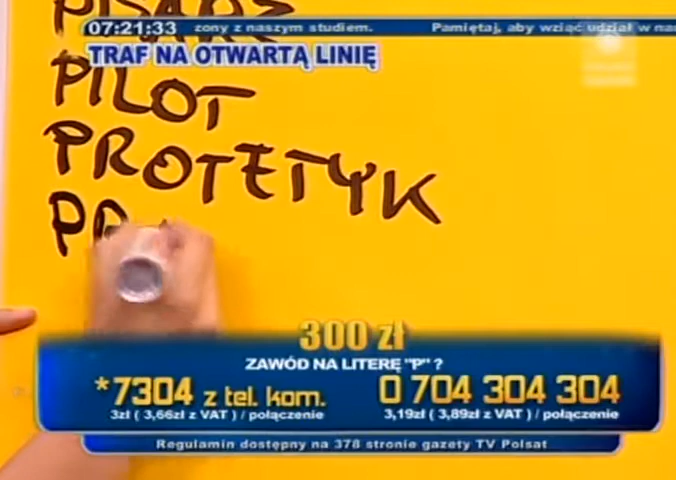 PISARZ
07:21:33 zony z naszym studiem. Pamiętaj, aby wziąć udział w nas
TRAF NA OTWARTĄ LINIĘ
PILOT
PROTETYK
300 zł
ZAWÓD NA LITERĘ "P" ?
*7304 z tel. kom. 0 704 304 304
3zł ( 3,66zł z VAT ) / połączenie 3,19zł ( 3,89zł z VAT ) / połączenie
Regulamin dostępny na 378 stronie gazety TV Polsat